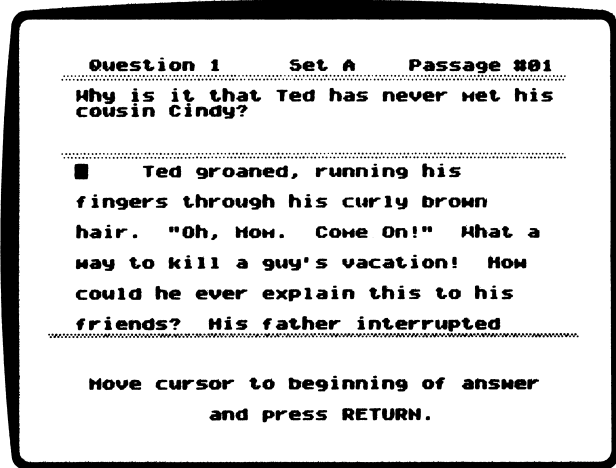 Question 1 Set A Passage #01
Why is it that Ted has never met his
cousin Cindy?
Ted groaned, running his
fingers through his curly brown
hair. "Oh, Mom. Come On!" What a
way to kill a guy's vacation! How
could he ever explain this to his
friends? His father interrupted
Move cursor to beginning of answer
and press RETURN.